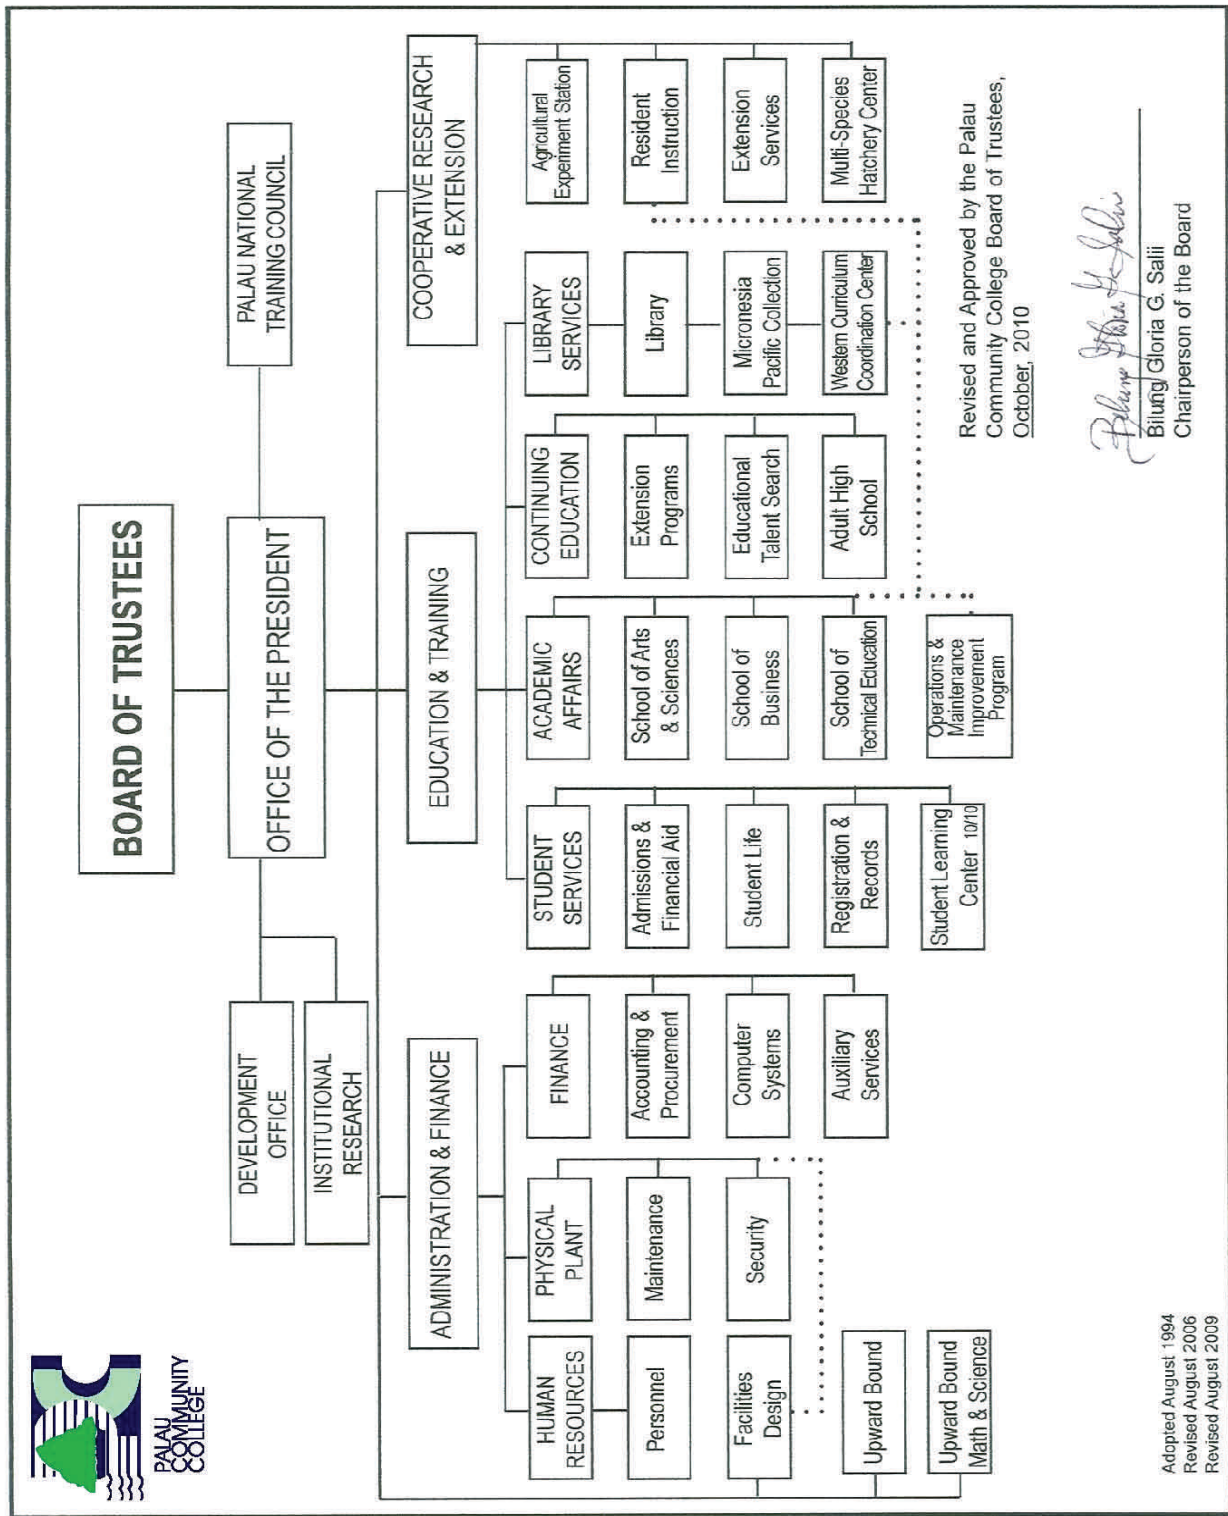 PALAU
COMMUNITY
COLLEGE
BOARD OF TRUSTEES
OFFICE OF THE PRESIDENT
PALAU NATIONAL
TRAINING COUNCIL
DEVELOPMENT
OFFICE
INSTITUTIONAL
RESEARCH
ADMINISTRATION & FINANCE
EDUCATION & TRAINING
COOPERATIVE RESEARCH
& EXTENSION
HUMAN
RESOURCES
Personnel
Facilities
Design
Upward Bound
Upward Bound
Math & Science
PHYSICAL
PLANT
Maintenance
Security
FINANCE
Accounting &
Procurement
Computer
Systems
Auxiliary
Services
STUDENT
SERVICES
Admissions &
Financial Aid
Student Life
Registration &
Records
Student Learning
Center 10/10
ACADEMIC
AFFAIRS
School of Arts
& Sciences
School of
Business
School of
Technical Education
Operations &
Maintenance
Improvement
Program
CONTINUING
EDUCATION
Extension
Programs
Educational
Talent Search
Adult High
School
LIBRARY
SERVICES
Library
Micronesia
Pacific Collection
Western Curriculum
Coordination Center
Agricultural
Experiment Station
Resident
Instruction
Extension
Services
Multi-Species
Hatchery Center
Revised and Approved by the Palau
Community College Board of Trustees,
October, 2010
Bilung Gloria G. Salii
Bilung Gloria G. Salii
Chairperson of the Board
Adopted August 1994
Revised August 2006
Revised August 2009